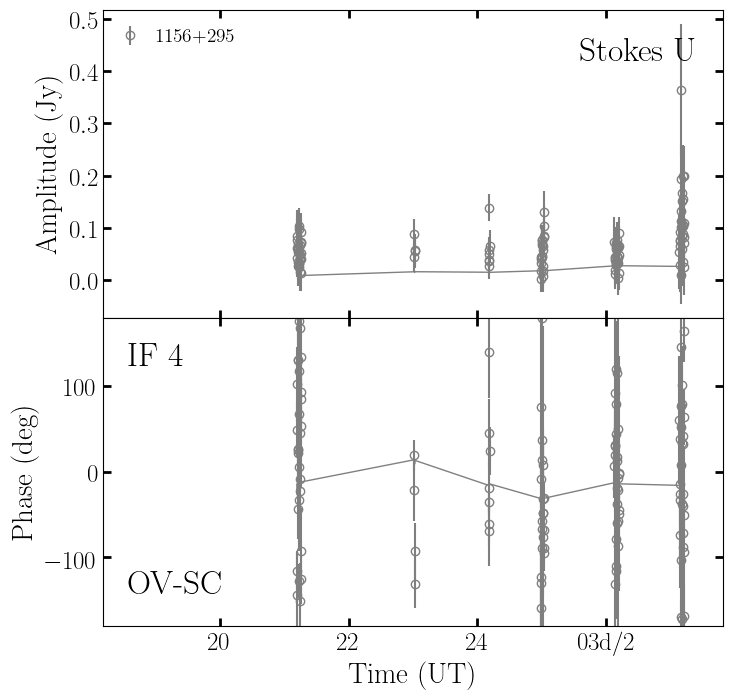 0.5
1156+295
Stokes U
0.4
0.3
0.2
0.1
0.0
Amplitude (Jy)
IF 4
100
0
−100
Phase (deg)
OV-SC
20 22 24 03d/2
Time (UT)